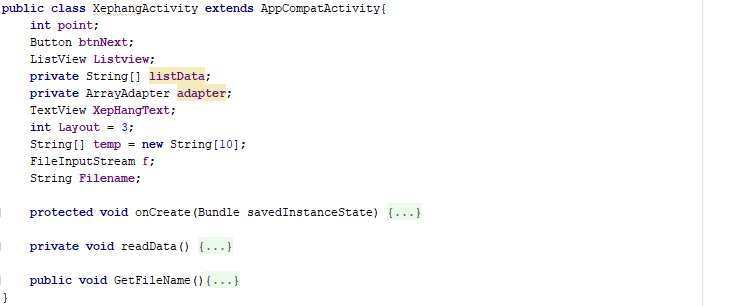 public class XephangActivity extends AppCompatActivity{
    int point;
    Button btnNext;
    ListView Listview;
    private String[] listData;
    private ArrayAdapter adapter;
    TextView XepHangText;
    int Layout = 3;
    String[] temp = new String[10];
    FileInputStream f;
    String Filename;
    protected void onCreate(Bundle savedInstanceState) {...}
    private void readData() {...}
    public void GetFileName(){...}
}